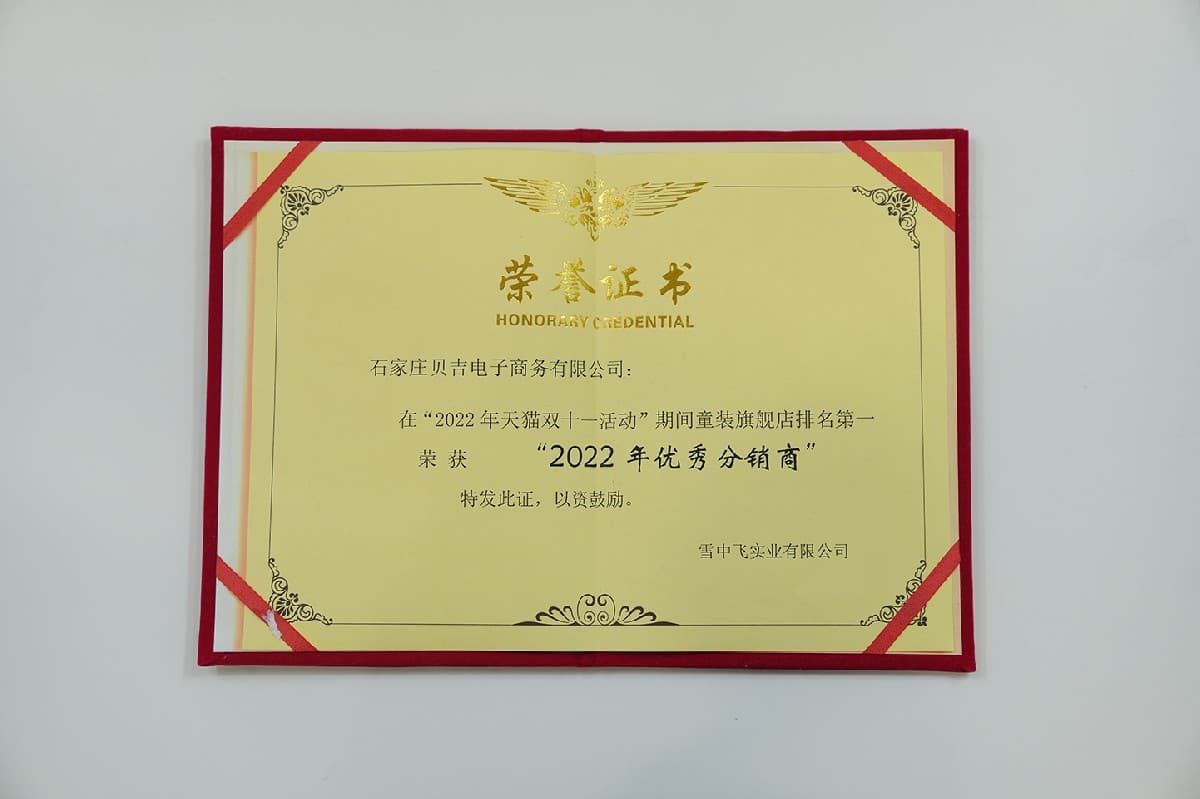 荣誉证书
HONORARY CREDENTIAL
石家庄贝吉电子商务有限公司:
在“2022年天猫双十一活动”期间童装旗舰店排名第一
荣获 “2022年优秀分销商”
特发此证，以资鼓励。
雪中飞实业有限公司